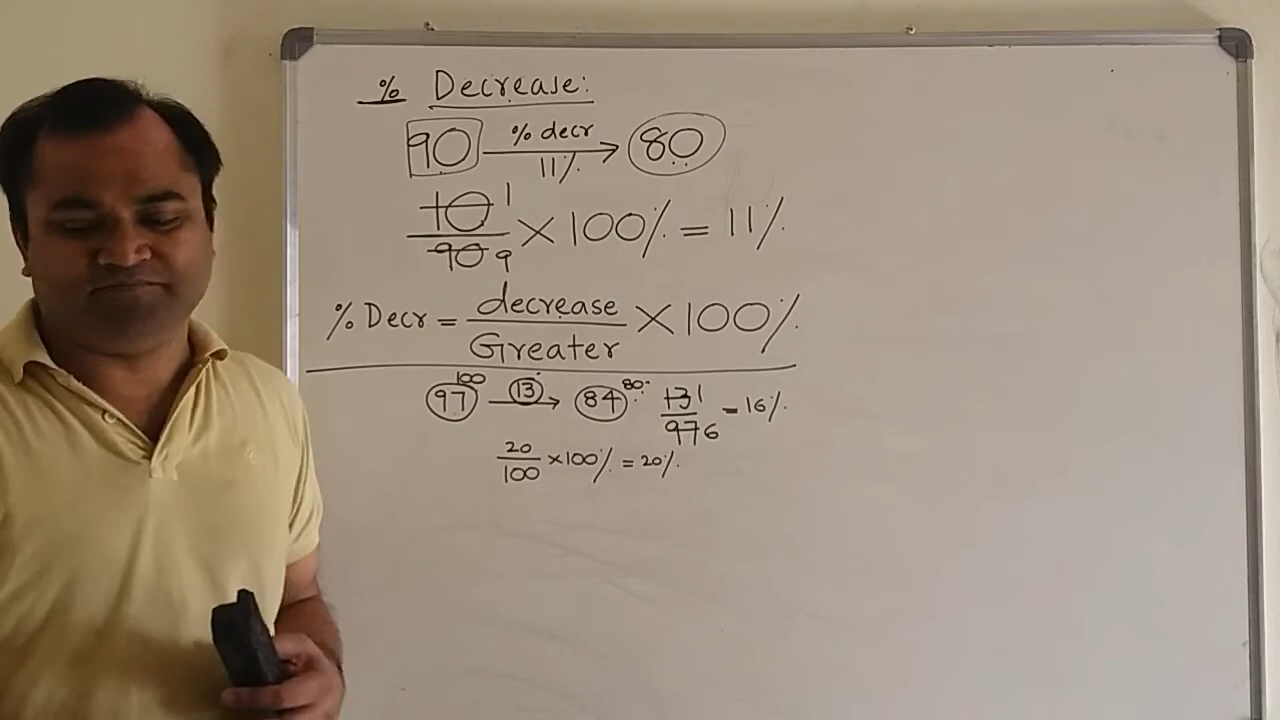 % Decrease:
90 % decr 11% → 80
10 1 / 90 9 × 100% = 11%
% Decr = decrease / Greater × 100%
97 100 13 → 84 80 13 1 / 97 6 = 16%
20 / 100 × 100% = 20%